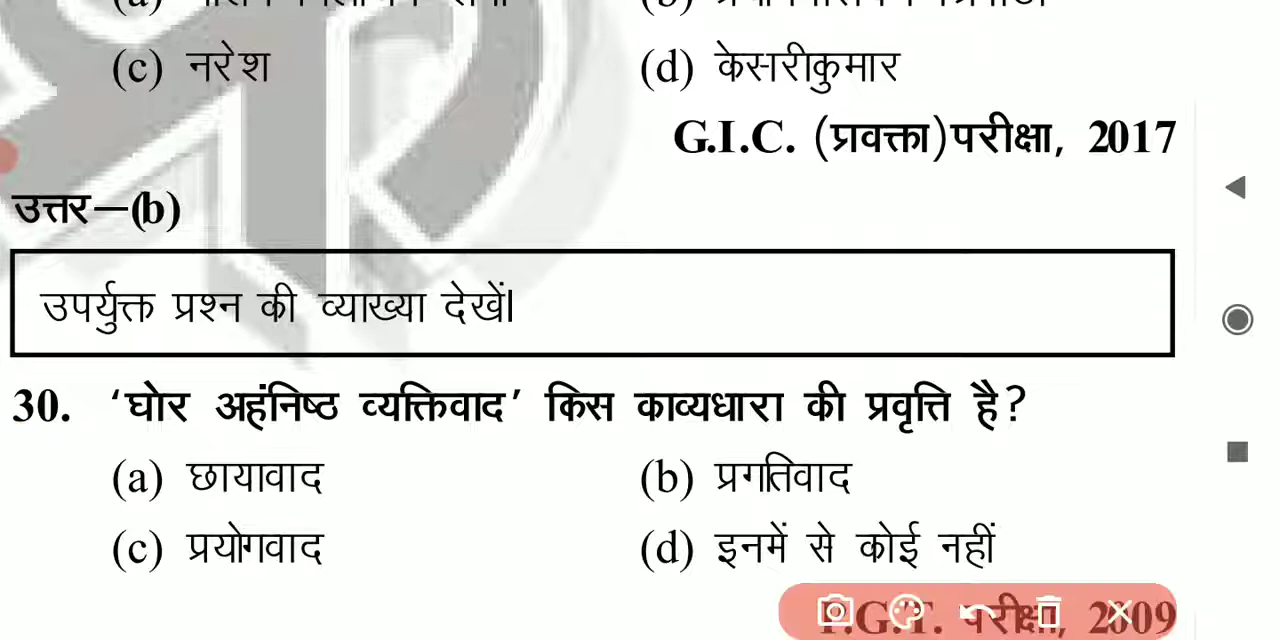 (c) नरेश (d) केसरीकुमार
G.I.C. (प्रवक्ता) परीक्षा, 2017
उत्तर—(b)
उपर्युक्त प्रश्न की व्याख्या देखें।
30. ‘घोर अहंनिष्ठ व्यक्तिवाद’ किस काव्यधारा की प्रवृत्ति है?
(a) छायावाद (b) प्रगतिवाद
(c) प्रयोगवाद (d) इनमें से कोई नहीं
P.G.T. परीक्षा, 2009